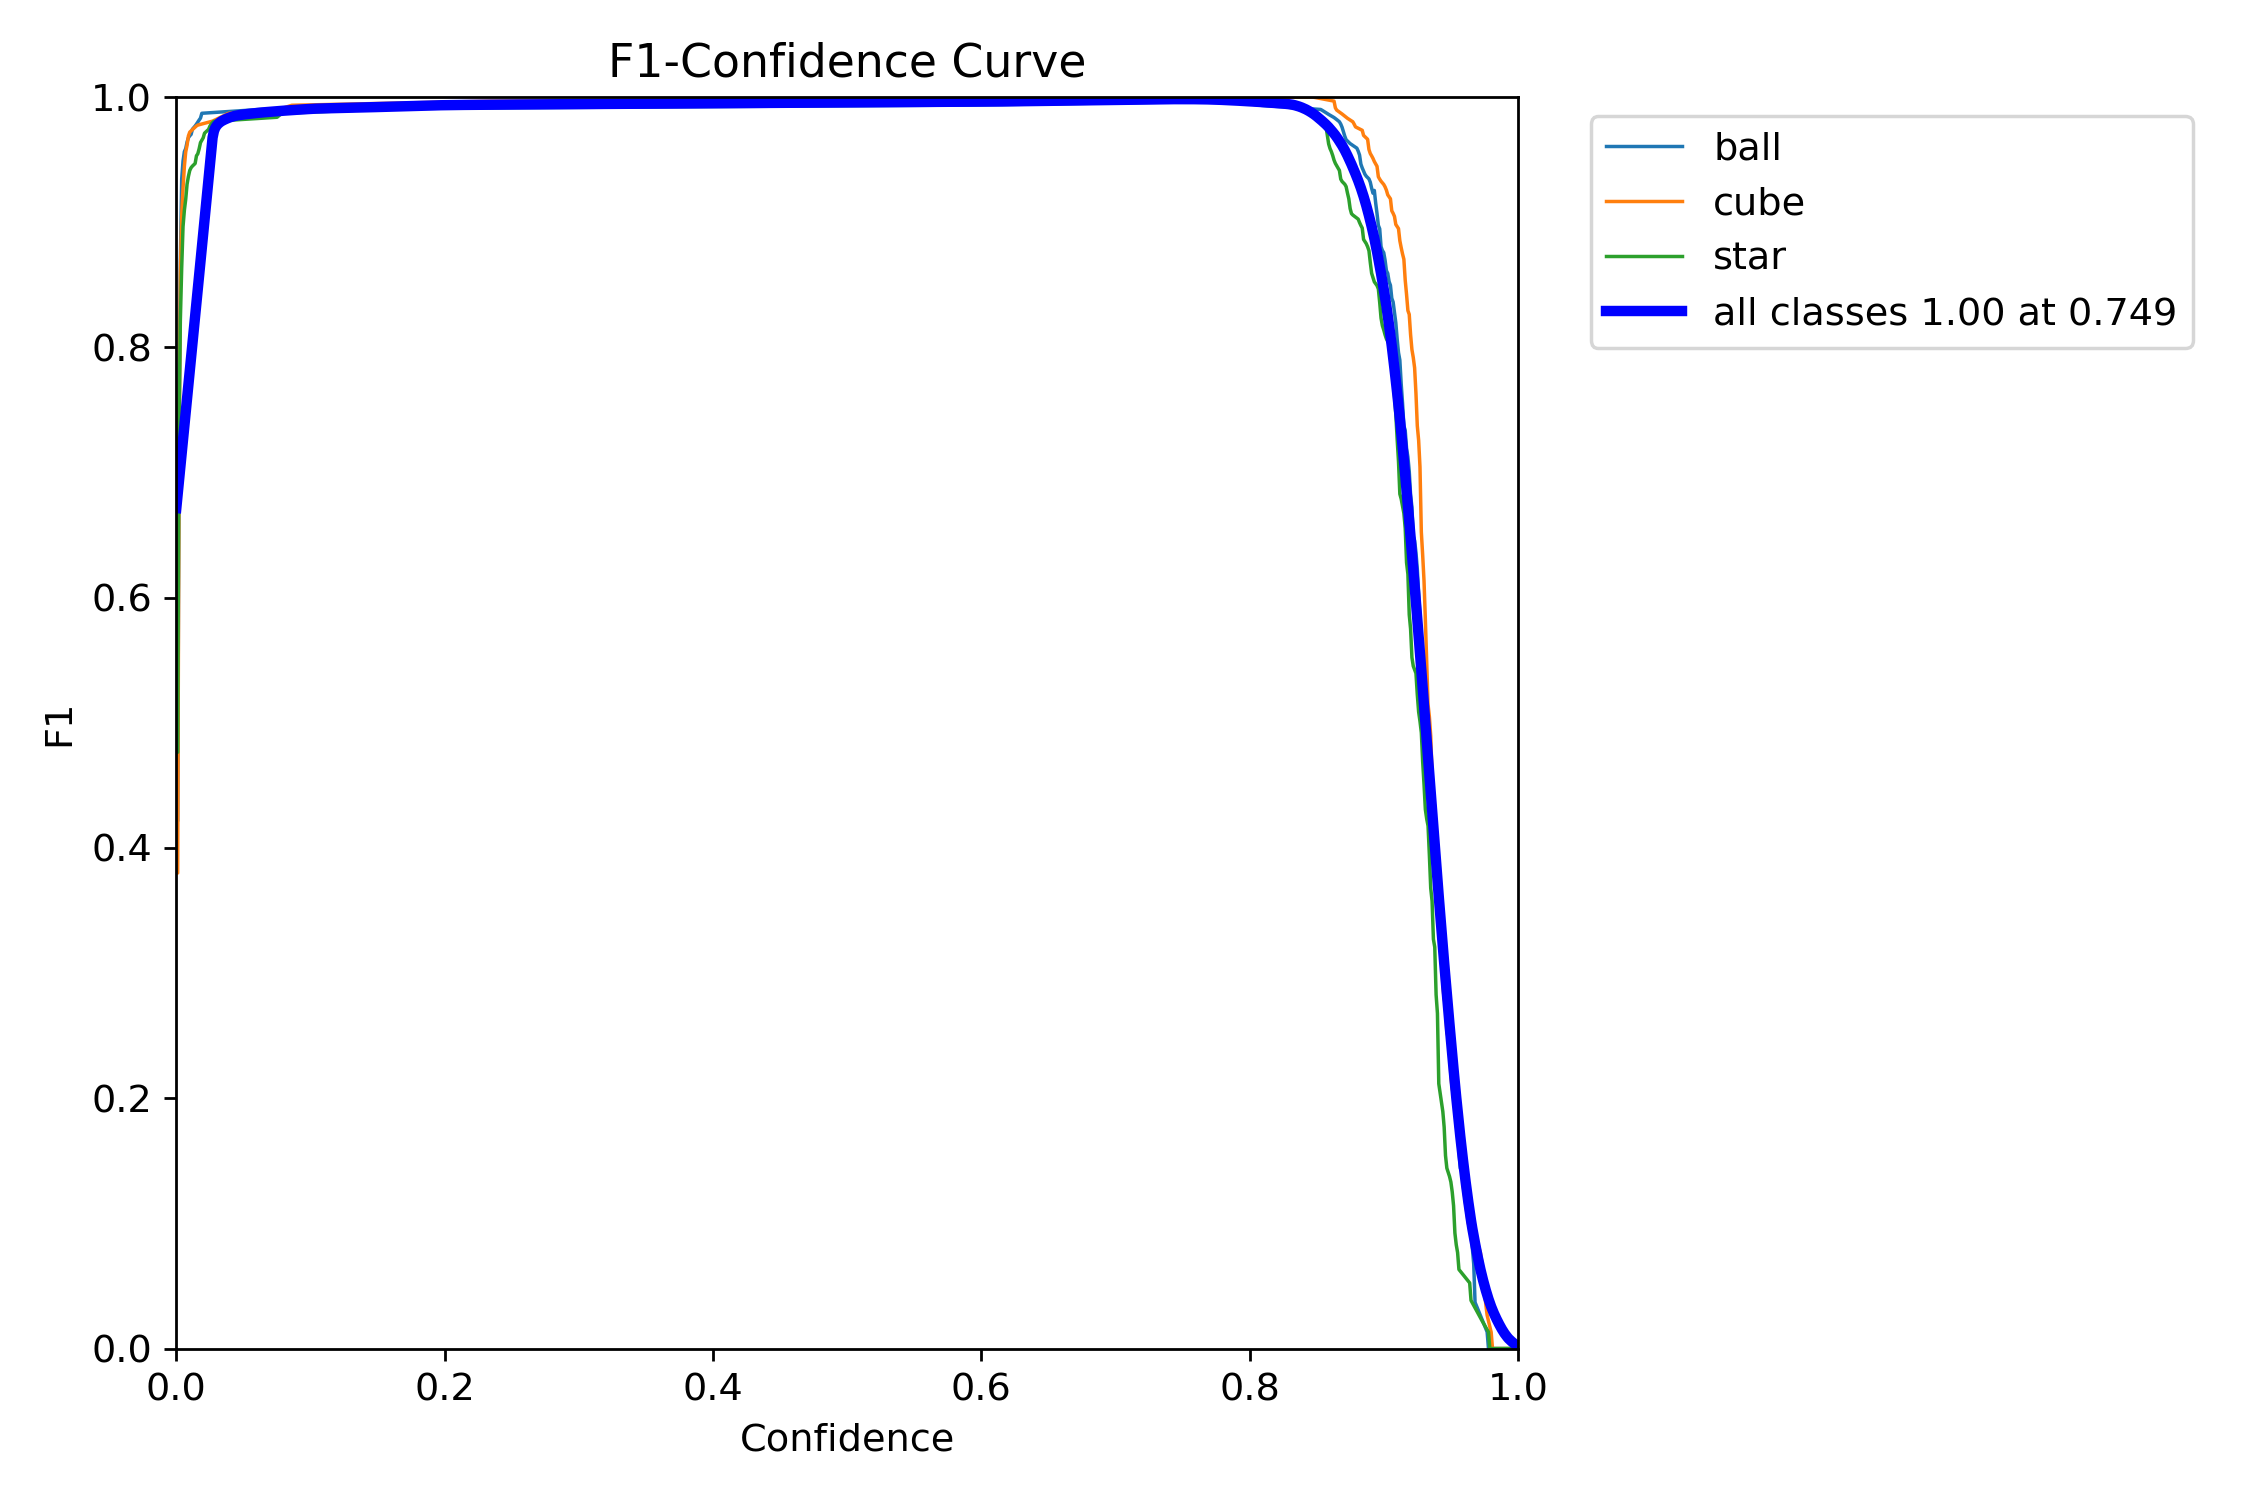 F1-Confidence Curve
1.0
0.8
0.6
0.4
0.2
0.0
F1
0.0 0.2 0.4 0.6 0.8 1.0
Confidence
ball
cube
star
all classes 1.00 at 0.749